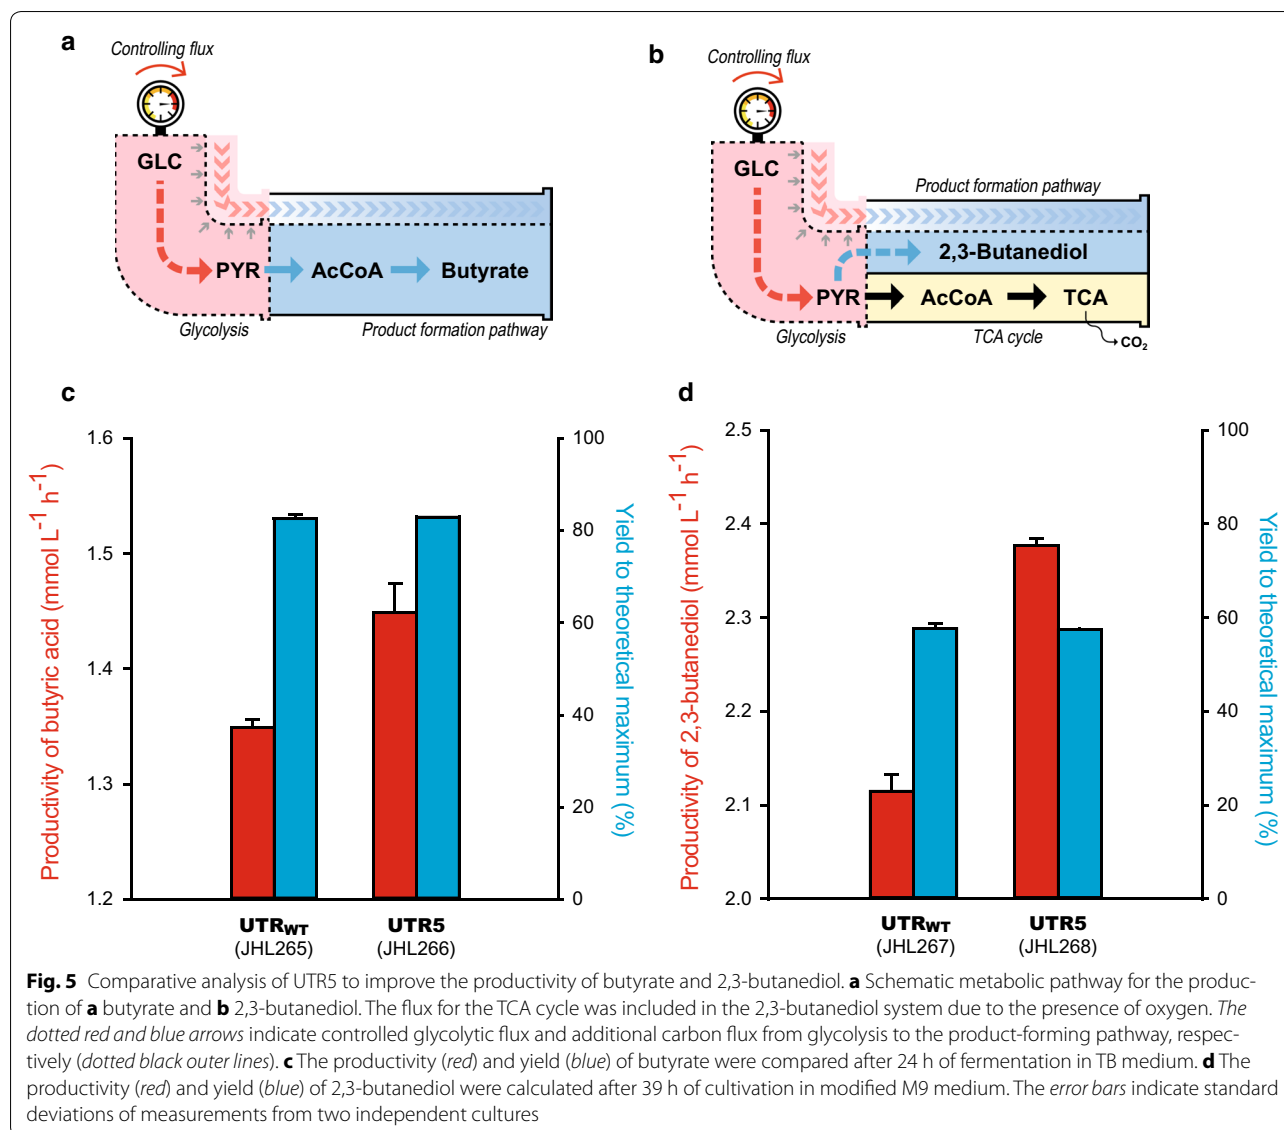 a
Controlling flux
GLC
PYR
AcCoA
Butyrate
Glycolysis
Product formation pathway
b
Controlling flux
GLC
Product formation pathway
2,3-Butanediol
PYR
AcCoA
TCA
Glycolysis
TCA cycle
CO2
c
Productivity of butyric acid (mmol L-1 h-1)
1.6
1.5
1.4
1.3
1.2
100
80
60
40
20
0
Yield to theoretical maximum (%)
UTRWT
(JHL265)
UTR5
(JHL266)
d
Productivity of 2,3-butanediol (mmol L-1 h-1)
2.5
2.4
2.3
2.2
2.1
2.0
100
80
60
40
20
0
Yield to theoretical maximum (%)
UTRWT
(JHL267)
UTR5
(JHL268)
Fig. 5 Comparative analysis of UTR5 to improve the productivity of butyrate and 2,3-butanediol. a Schematic metabolic pathway for the produc-
tion of a butyrate and b 2,3-butanediol. The flux for the TCA cycle was included in the 2,3-butanediol system due to the presence of oxygen. The
dotted red and blue arrows indicate controlled glycolytic flux and additional carbon flux from glycolysis to the product-forming pathway, respec-
tively (dotted black outer lines). c The productivity (red) and yield (blue) of butyrate were compared after 24 h of fermentation in TB medium. d The
productivity (red) and yield (blue) of 2,3-butanediol were calculated after 39 h of cultivation in modified M9 medium. The error bars indicate standard
deviations of measurements from two independent cultures